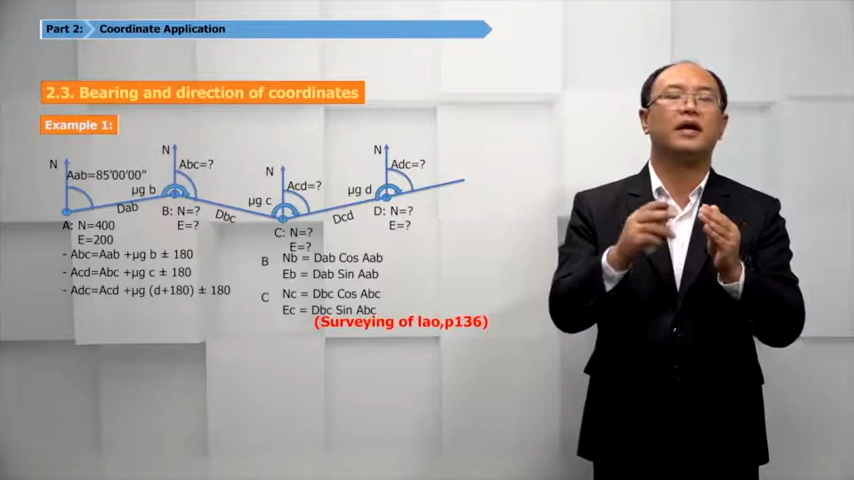 Part 2: Coordinate Application
2.3. Bearing and direction of coordinates
Example 1:
N
Aab=85'00'00"
N
Abc=?
N
Acd=?
N
Adc=?
µg b
µg c
µg d
Dab
Dbc
Dcd
A: N=400
E=200
B: N=?
E=?
C: N=?
E=?
D: N=?
E=?
- Abc=Aab +µg b ± 180
- Acd=Abc +µg c ± 180
- Adc=Acd +µg (d+180) ± 180
B Nb = Dab Cos Aab
Eb = Dab Sin Aab
C Nc = Dbc Cos Abc
Ec = Dbc Sin Abc
(Surveying of lao,p136)